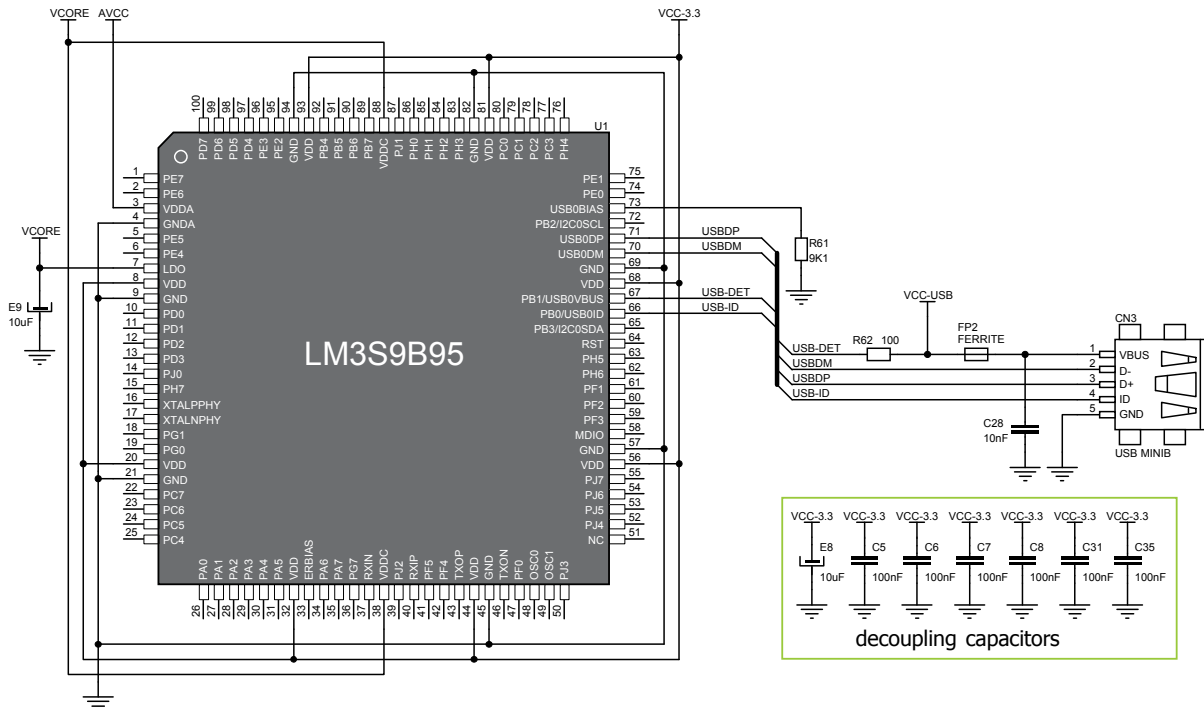 VCORE AVCC VCC-3.3
100 99 98 97 96 95 94 93 92 91 90 89 88 87 86 85 84 83 82 81 80 79 78 77 76
U1
PD7 PD6 PD5 PD4 PE3 PE2 GND VDD PB4 PB5 PB6 PB7 VDDC PJ1 PH0 PH1 PH2 PH3 GND VDD PC0 PC1 PC2 PC3 PH4
1 PE7
2 PE6
3 VDDA
4 GNDA
5 PE5
6 PE4
7 LDO
8 VDD
9 GND
10 PD0
11 PD1
12 PD2
13 PD3
14 PJ0
15 PH7
16 XTALPPHY
17 XTALNPHY
18 PG1
19 PG0
20 VDD
21 GND
22 PC7
23 PC6
24 PC5
25 PC4
VCORE
E9
10uF
LM3S9B95
PE1 75
PE0 74
USB0BIAS 73
PB2/I2C0SCL 72
USB0DP 71
USB0DM 70
GND 69
VDD 68
PB1/USB0VBUS 67
PB0/USB0ID 66
PB3/I2C0SDA 65
RST 64
PH5 63
PH6 62
PF1 61
PF2 60
PF3 59
MDIO 58
GND 57
VDD 56
PJ7 55
PJ6 54
PJ5 53
PJ4 52
NC 51
PA0 PA1 PA2 PA3 PA4 PA5 VDD ERBIAS PA6 PA7 PG7 RXIN VDDC PJ2 RXIP PF5 PF4 TXOP VDD GND TXON PF0 OSC0 OSC1 PJ3
26 27 28 29 30 31 32 33 34 35 36 37 38 39 40 41 42 43 44 45 46 47 48 49 50
USBDP
USBDM
USB-DET
USB-ID
R61
9K1
VCC-USB
R62 100
FP2
FERRITE
USB-DET
USBDM
USBDP
USB-ID
C28
10nF
CN3
1 VBUS
2 D-
3 D+
4 ID
5 GND
USB MINIB
VCC-3.3 VCC-3.3 VCC-3.3 VCC-3.3 VCC-3.3 VCC-3.3 VCC-3.3
E8 C5 C6 C7 C8 C31 C35
10uF 100nF 100nF 100nF 100nF 100nF 100nF
decoupling capacitors